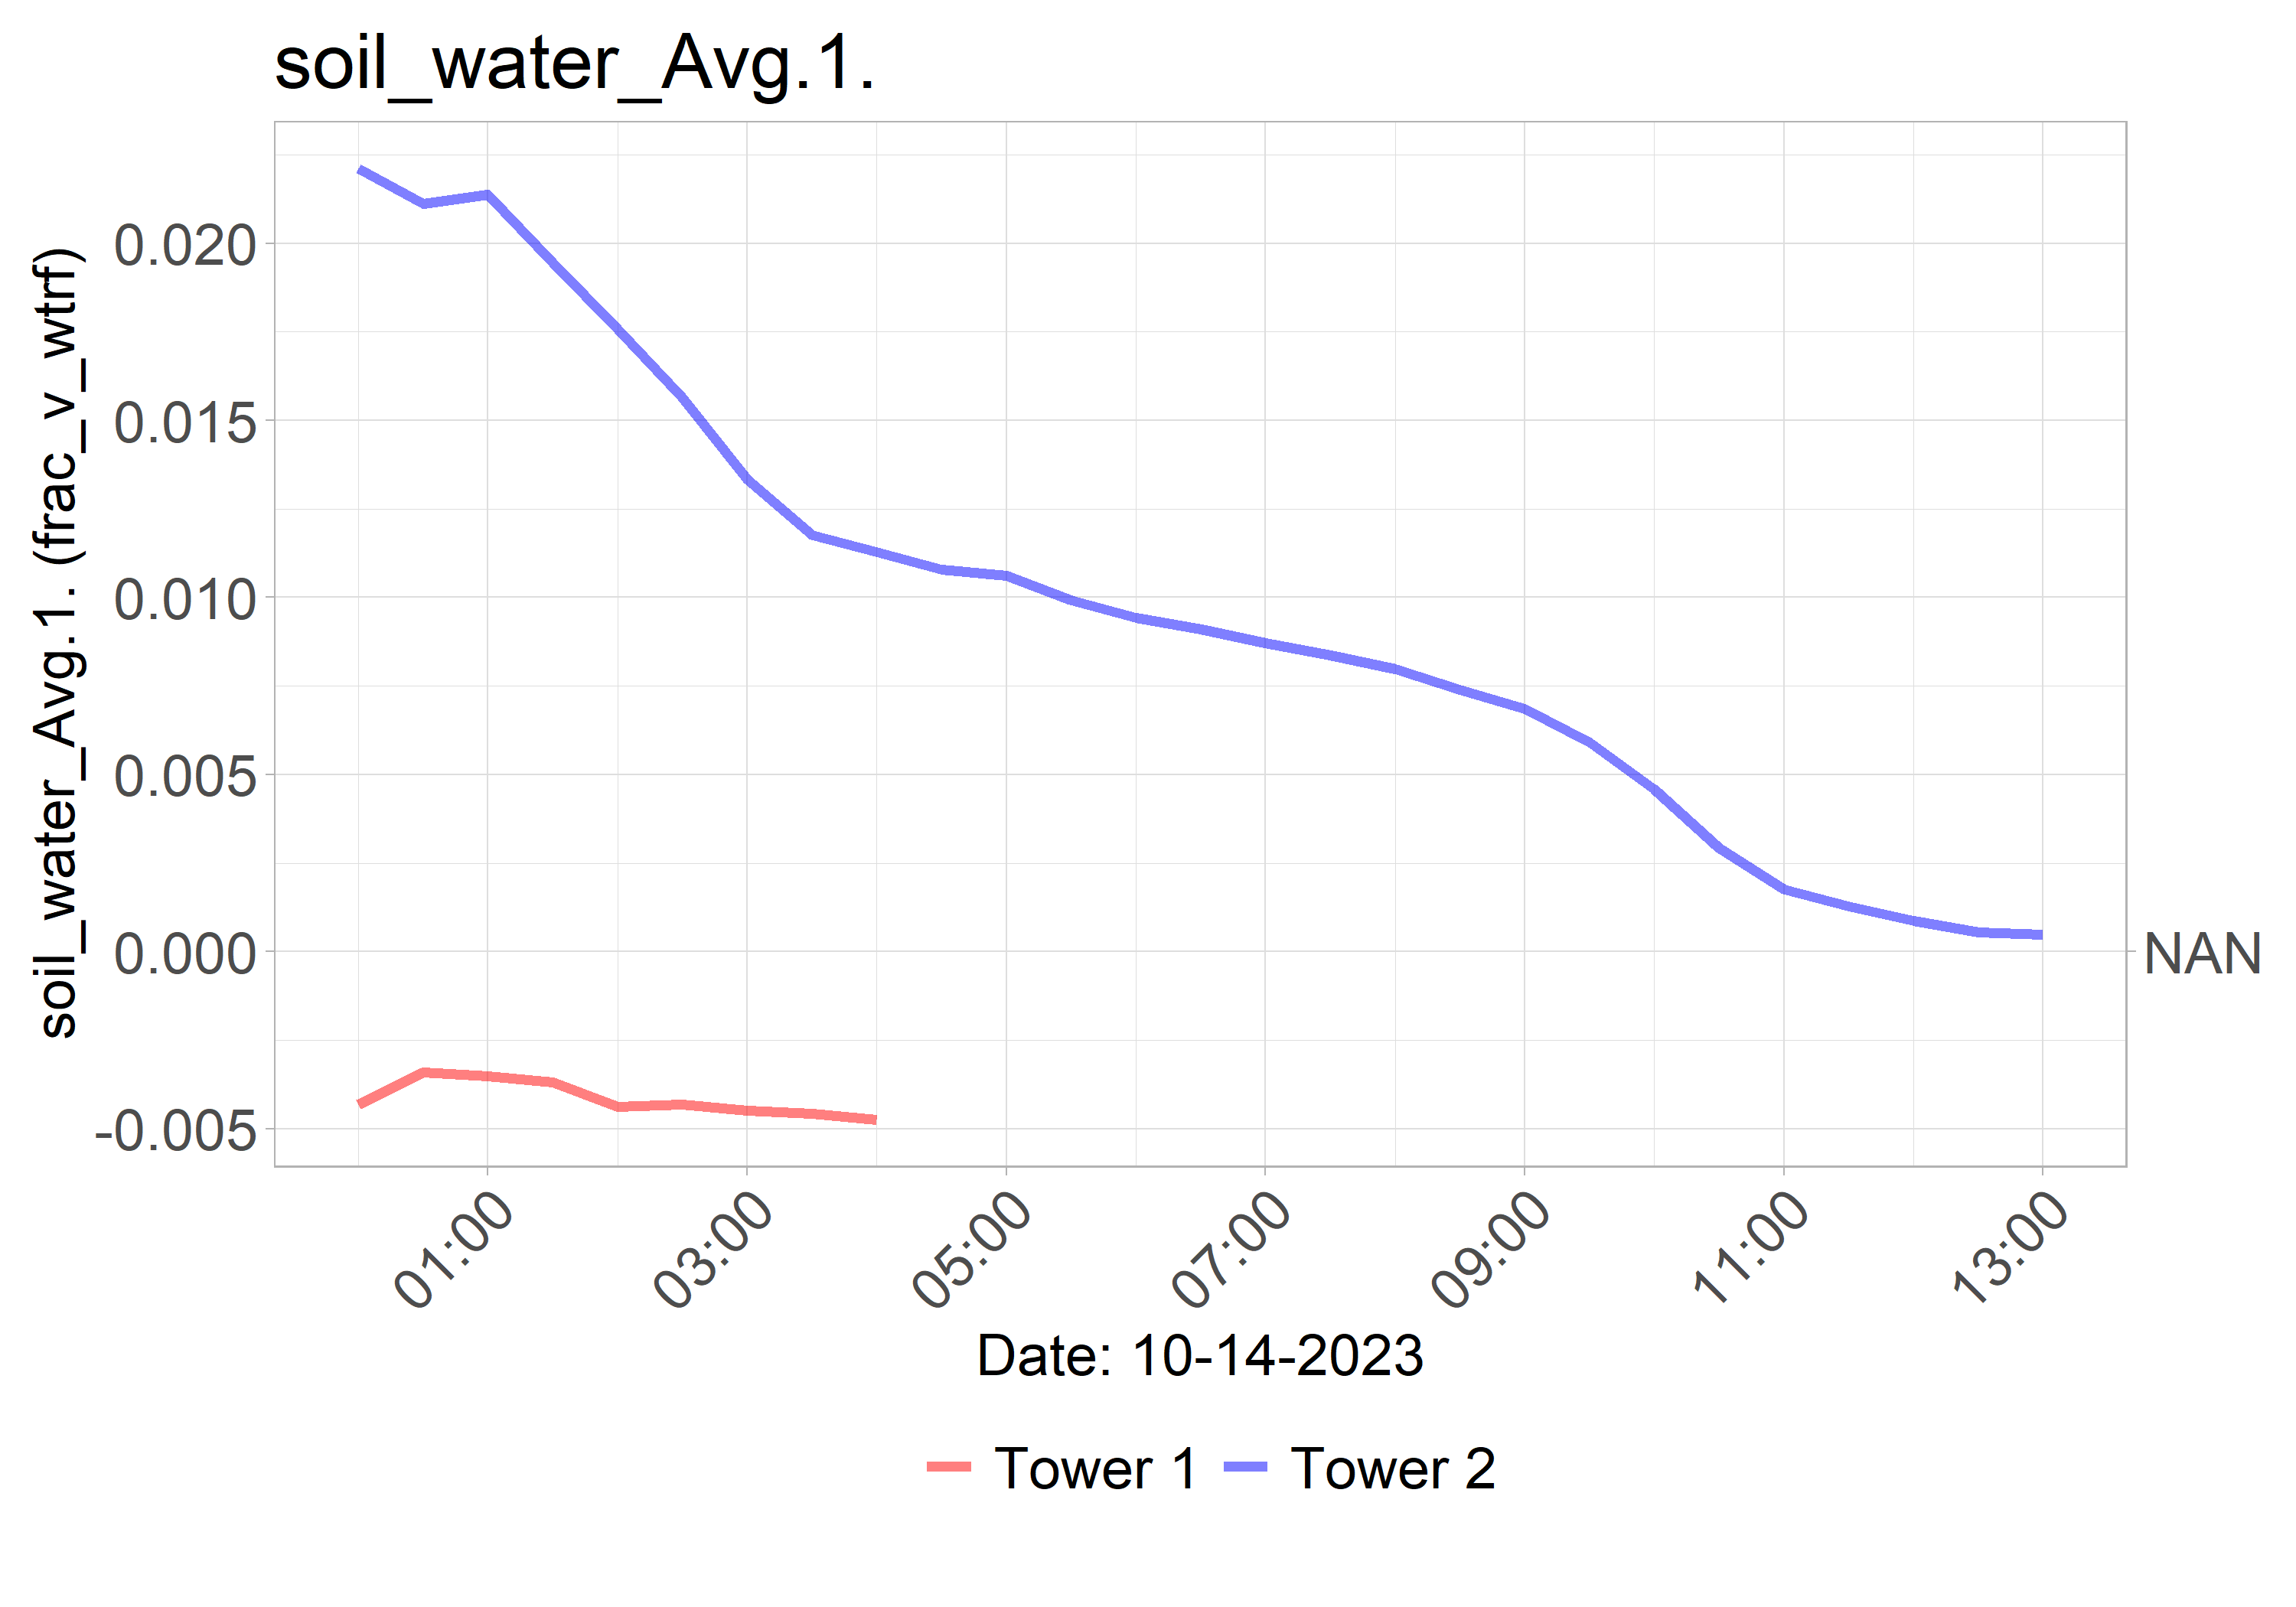 soil_water_Avg.1.
soil_water_Avg.1. (frac_v_wtrf)
0.020
0.015
0.010
0.005
0.000
-0.005
NAN
01:00
03:00
05:00
07:00
09:00
11:00
13:00
Date: 10-14-2023
Tower 1
Tower 2